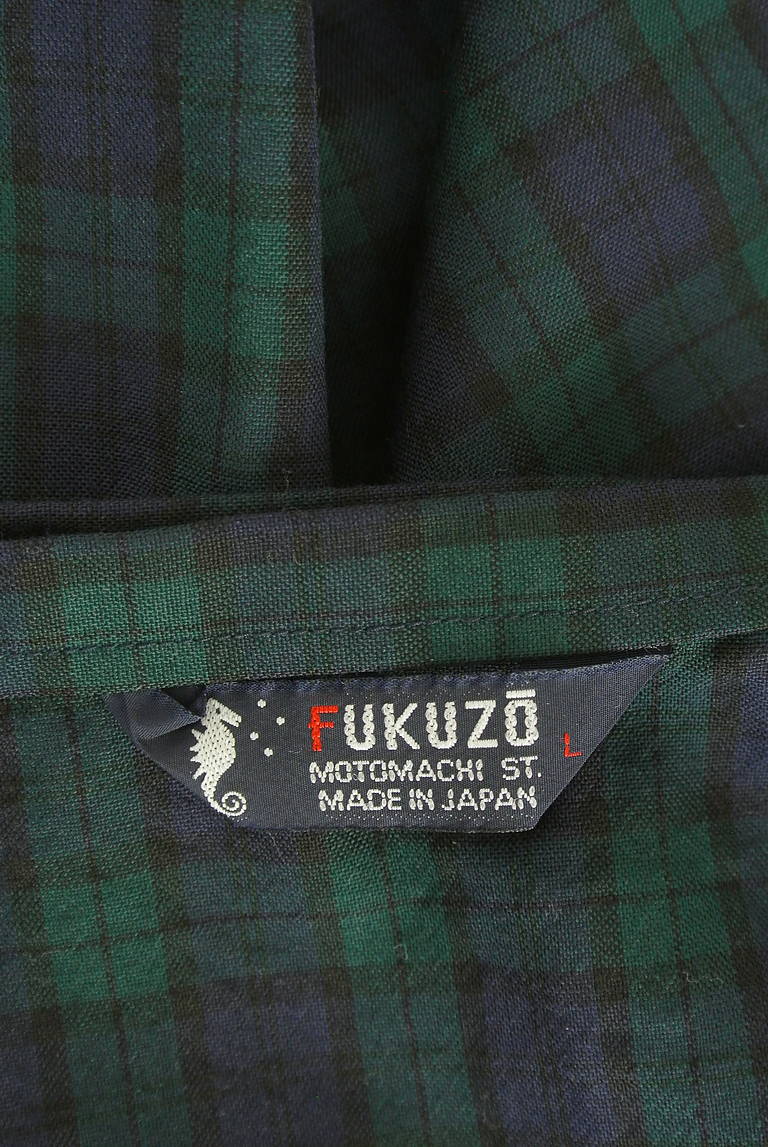 FUKUZŌ
L
MOTOMACHI ST.
MADE IN JAPAN